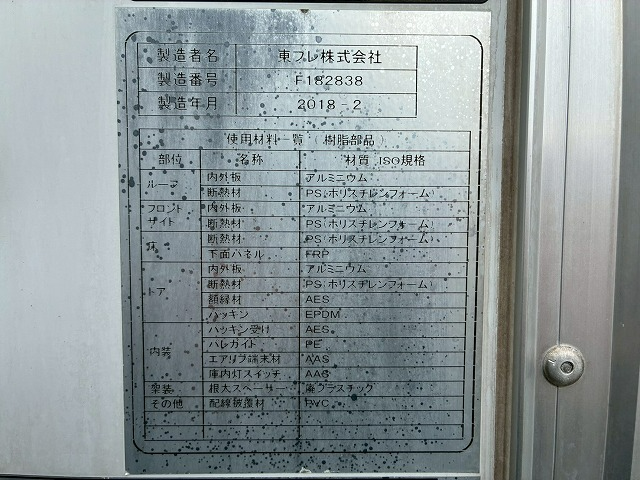 製造者名 東プレ株式会社
製造番号 F182838
製造年月 2018-2
使用材料一覧(樹脂部品)
部位 名称 材質 ISO規格
ルーフ 内外板 アルミニウム
断熱材 PS(ポリスチレンフォーム)
フロント サイド 内外板 アルミニウム
断熱材 PS(ポリスチレンフォーム)
床 断熱材 PS(ポリスチレンフォーム)
下面パネル FRP
ドア 内外板 アルミニウム
断熱材 PS(ポリスチレンフォーム)
額縁材 AES
パッキン EPDM
内装 パッキン受け AES
パレガイド PE
エアリブ端末材 AAS
庫内灯スイッチ AAS
架装 根太スペーサー 廃プラスチック
その他 配線被覆材 PVC